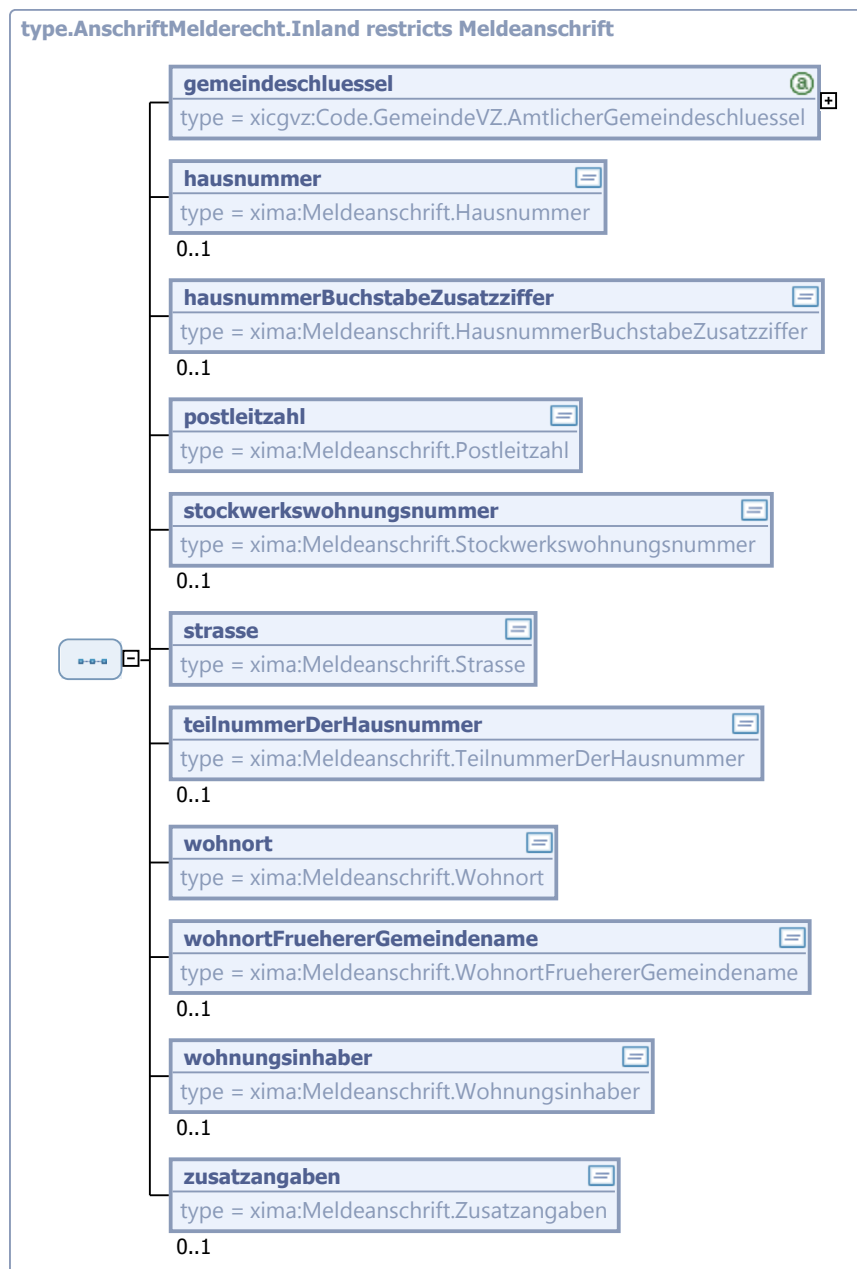 type.AnschriftMelderecht.Inland restricts Meldeanschrift
gemeindeschluessel
type = xicgvz:Code.GemeindeVZ.AmtlicherGemeindeschluessel
hausnummer
type = xima:Meldeanschrift.Hausnummer
0..1
hausnummerBuchstabeZusatzziffer
type = xima:Meldeanschrift.HausnummerBuchstabeZusatzziffer
0..1
postleitzahl
type = xima:Meldeanschrift.Postleitzahl
stockwerkswohnungsnummer
type = xima:Meldeanschrift.Stockwerkswohnungsnummer
0..1
strasse
type = xima:Meldeanschrift.Strasse
teilnummerDerHausnummer
type = xima:Meldeanschrift.TeilnummerDerHausnummer
0..1
wohnort
type = xima:Meldeanschrift.Wohnort
wohnortFruehererGemeindename
type = xima:Meldeanschrift.WohnortFruehererGemeindename
0..1
wohnungsinhaber
type = xima:Meldeanschrift.Wohnungsinhaber
0..1
zusatzangaben
type = xima:Meldeanschrift.Zusatzangaben
0..1